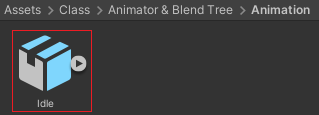 Assets > Class > Animator & Blend Tree > Animation
Idle